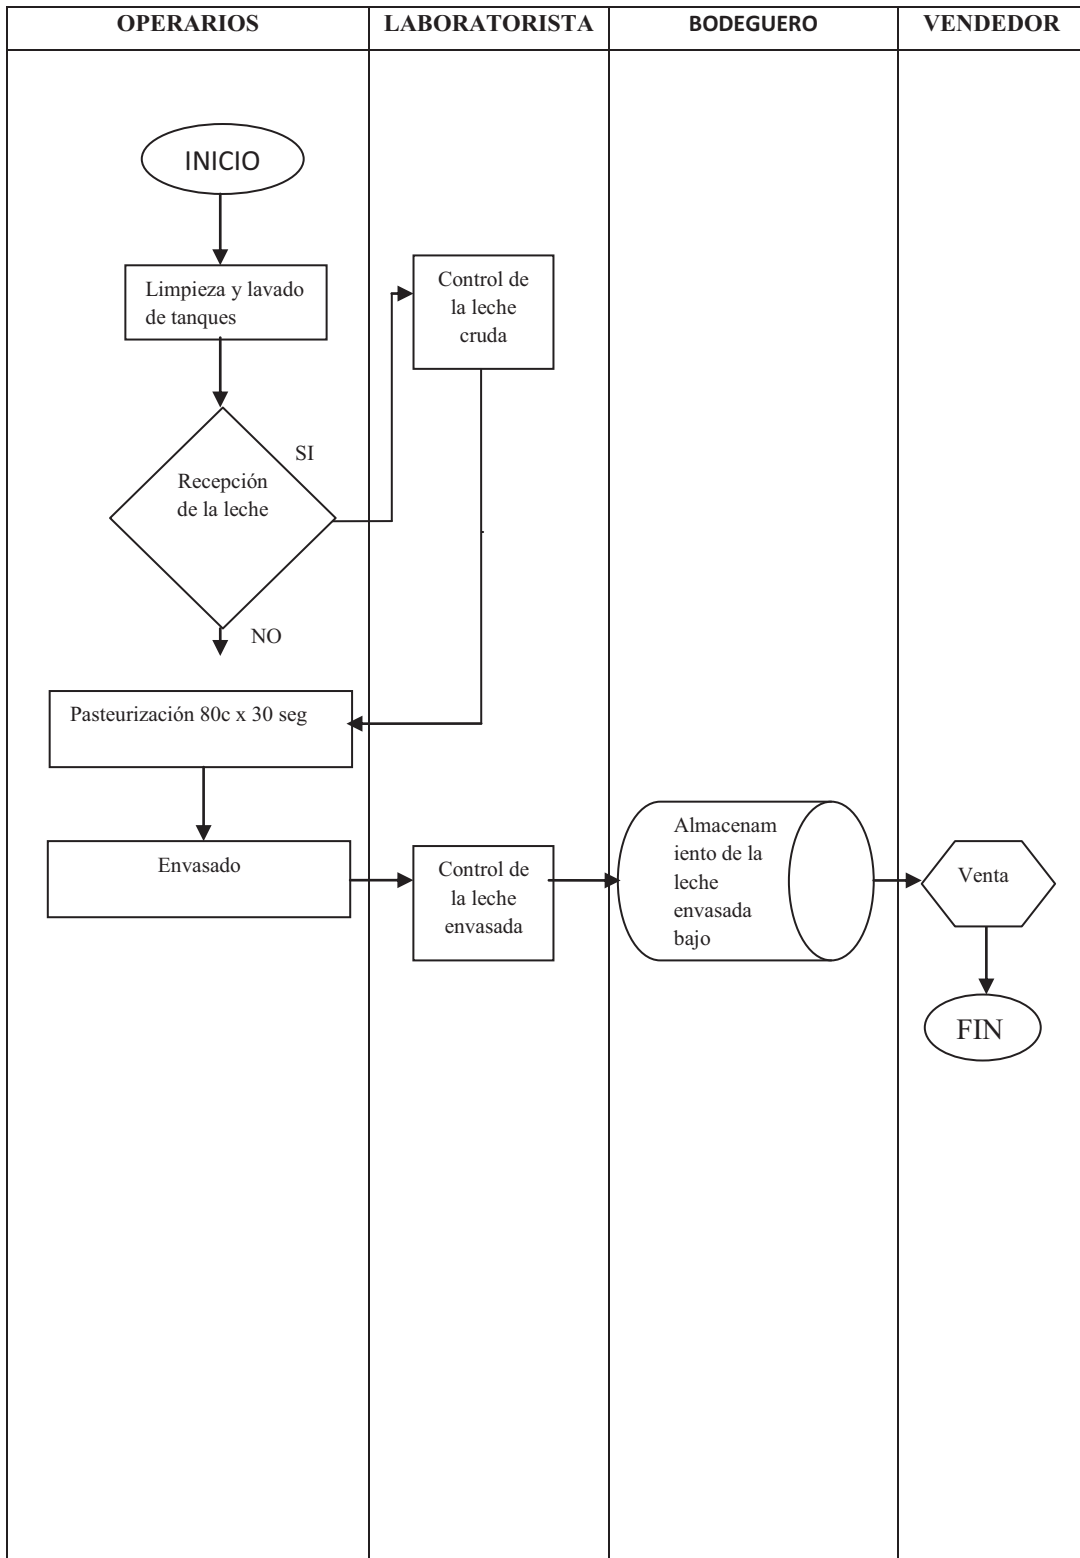 OPERARIOS
LABORATORISTA
BODEGUERO
VENDEDOR
INICIO
Limpieza y lavado
de tanques
Control de
la leche
cruda
SI
Recepción
de la leche
NO
Pasteurización 80c x 30 seg
Envasado
Control de
la leche
envasada
Almacenam
iento de la
leche
envasada
bajo
Venta
FIN